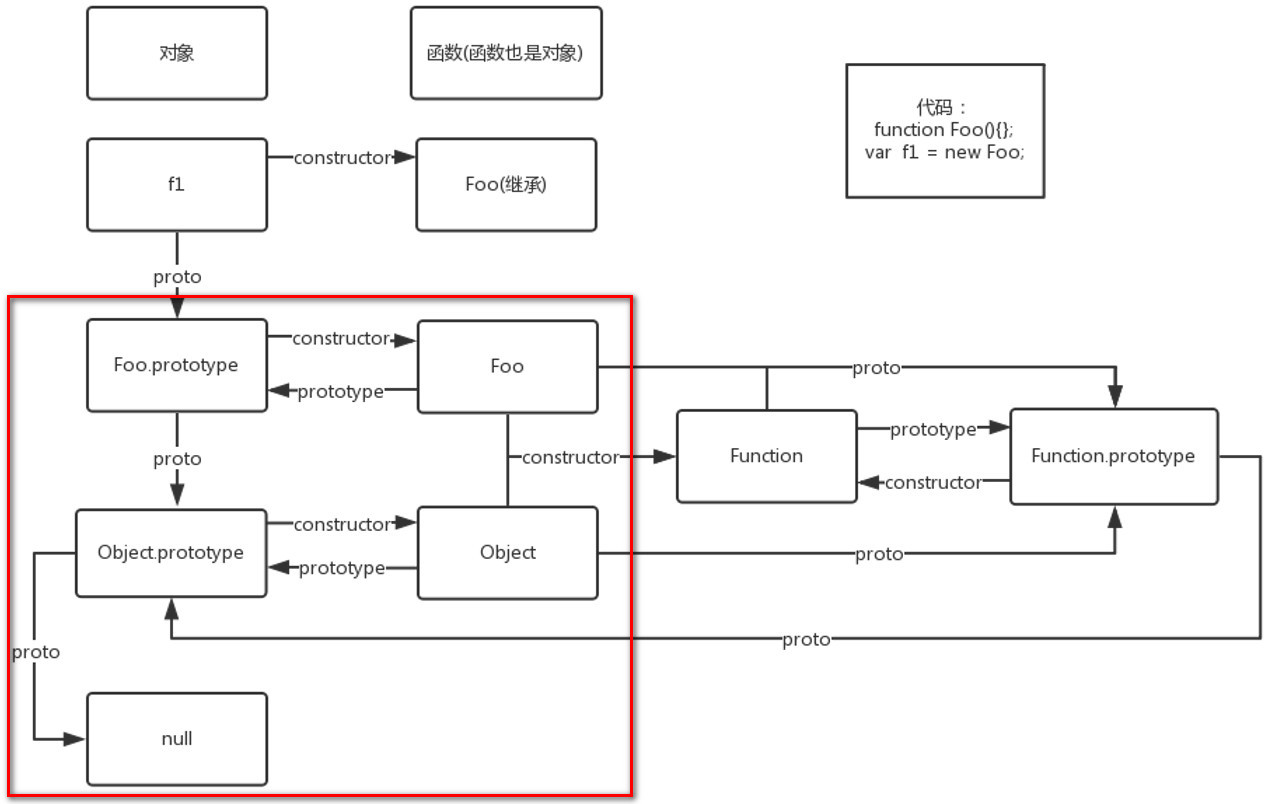 对象
函数(函数也是对象)
代码：
function Foo(){};
var f1 = new Foo;
f1
constructor
Foo(继承)
proto
Foo.prototype
constructor
prototype
Foo
proto
proto
constructor
Function
prototype
constructor
Function.prototype
Object.prototype
constructor
prototype
Object
proto
proto
proto
null